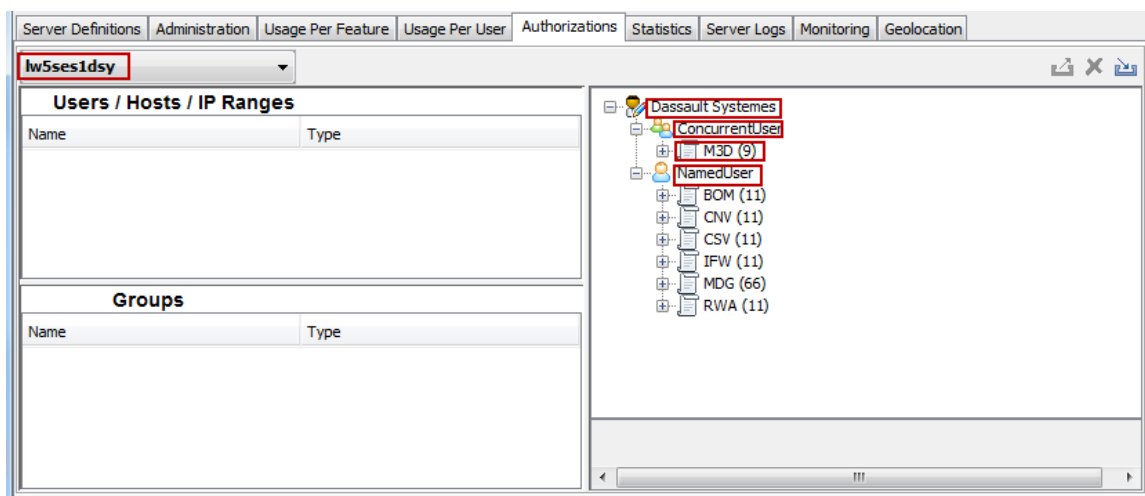 Server Definitions Administration Usage Per Feature Usage Per User Authorizations Statistics Server Logs Monitoring Geolocation
lw5ses1dsy
Users / Hosts / IP Ranges
Name Type
Groups
Name Type
Dassault Systemes
ConcurrentUser
M3D (9)
NamedUser
BOM (11)
CNV (11)
CSV (11)
IFW (11)
MDG (66)
RWA (11)